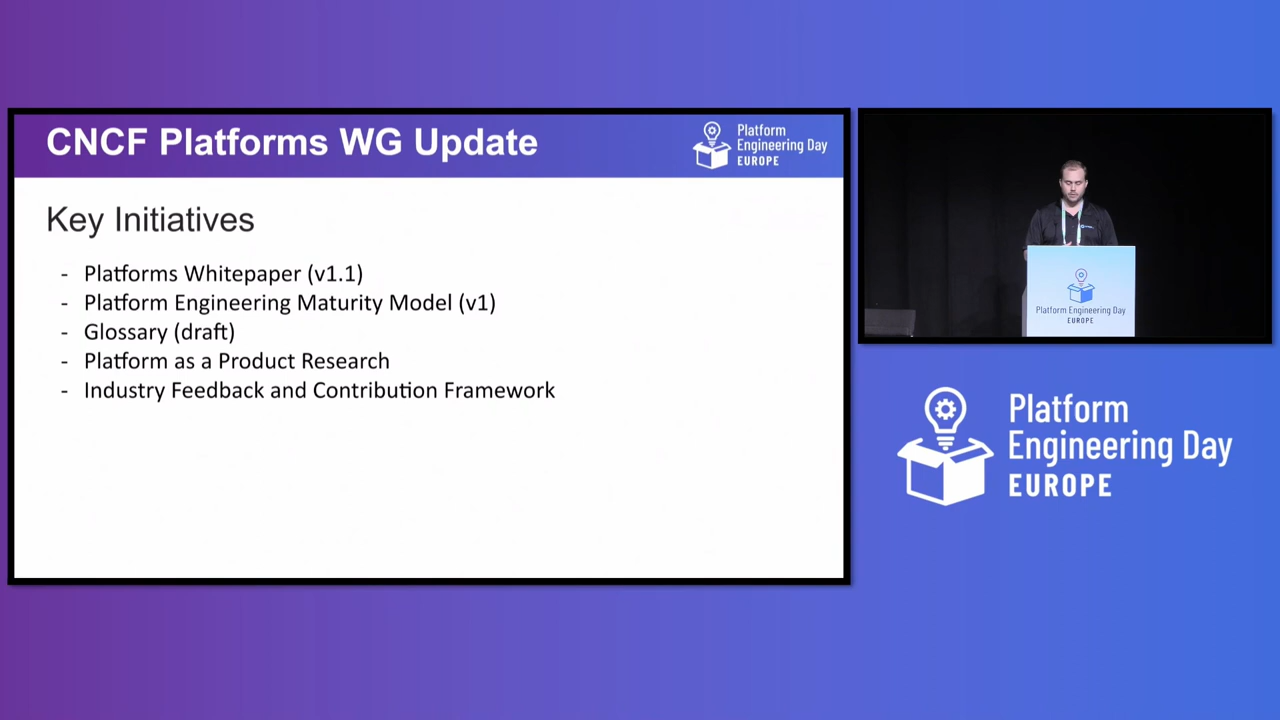 CNCF Platforms WG Update
Platform
Engineering Day
EUROPE
Key Initiatives
- Platforms Whitepaper (v1.1)
- Platform Engineering Maturity Model (v1)
- Glossary (draft)
- Platform as a Product Research
- Industry Feedback and Contribution Framework
Platform Engineering Day
EUROPE
Platform
Engineering Day
EUROPE